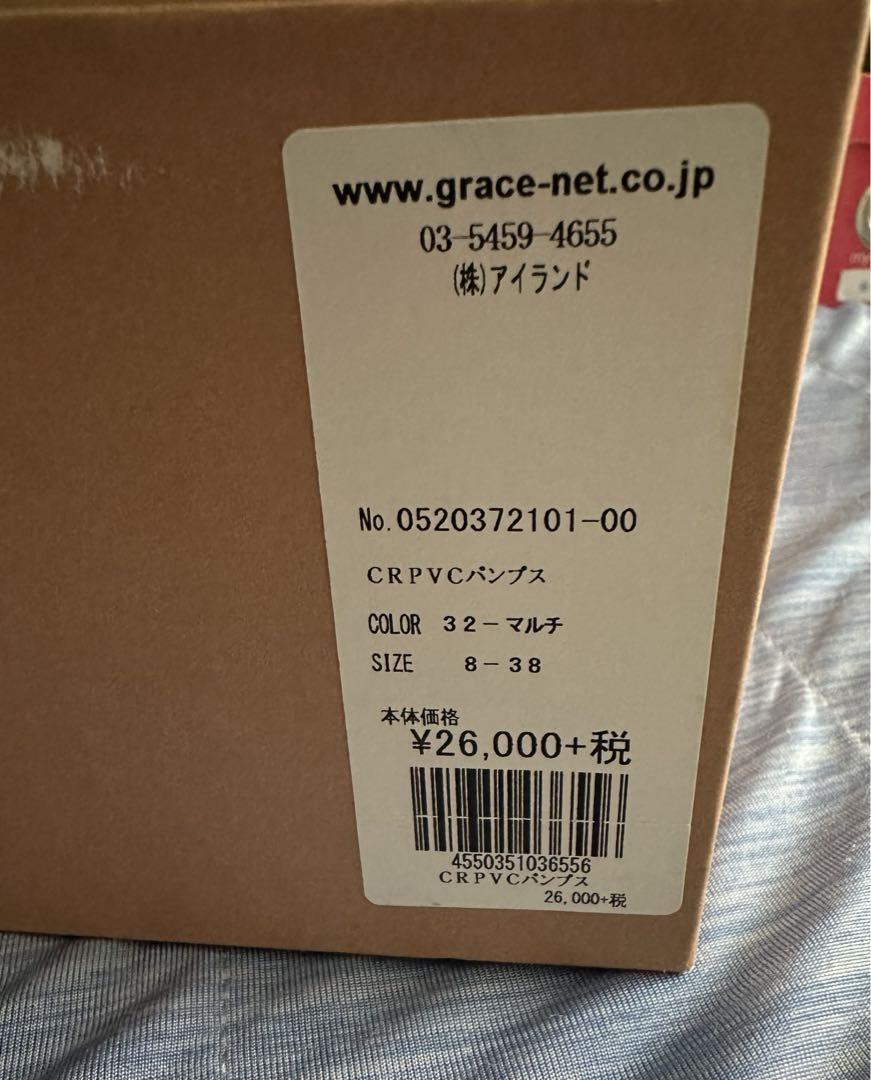 www.grace-net.co.jp
03-5459-4655
(株)アイランド
No.0520372101-00
ＣＲＰＶＣパンプス
COLOR ３２－マルチ
SIZE ８－３８
本体価格
¥26,000+税
4550351036556
ＣＲＰＶＣパンプス
26,000+税